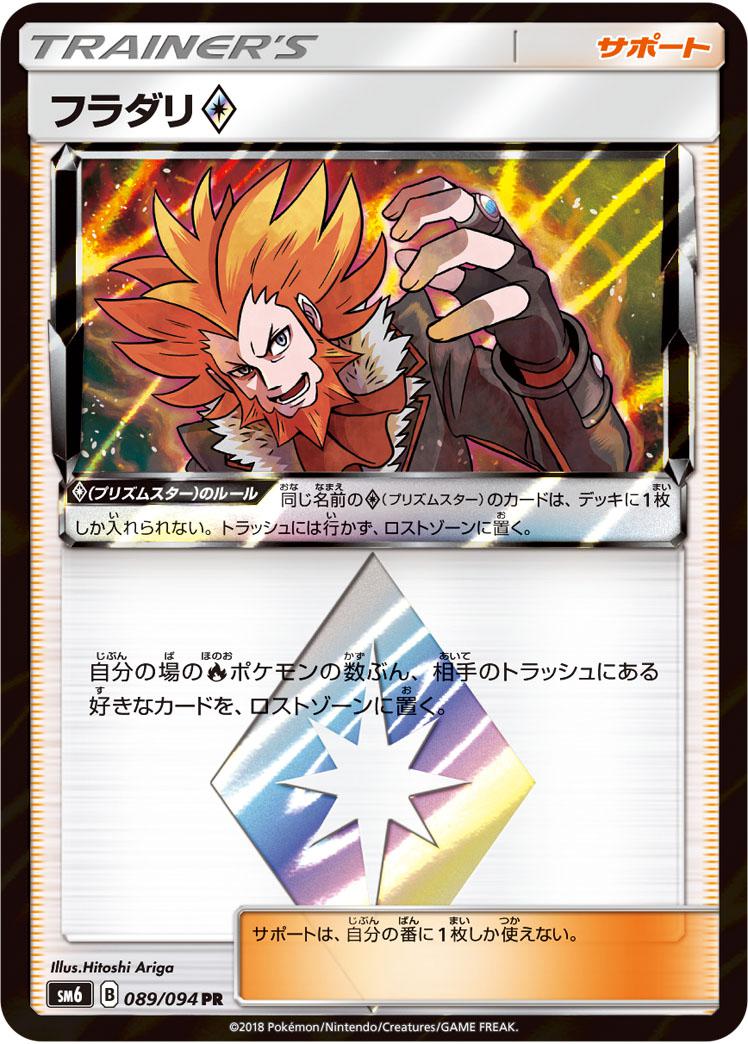 TRAINER'S サポート
フラダリ
(プリズムスター)のルール 同じ名前の(プリズムスター)のカードは、デッキに1枚
しか入れられない。トラッシュには行かず、ロストゾーンに置く。
自分の場のポケモンの数ぶん、相手のトラッシュにある
好きなカードを、ロストゾーンに置く。
サポートは、自分の番に1枚しか使えない。
Illus.Hitoshi Ariga
SM6 B 089/094 PR
©2018 Pokémon/Nintendo/Creatures/GAME FREAK.